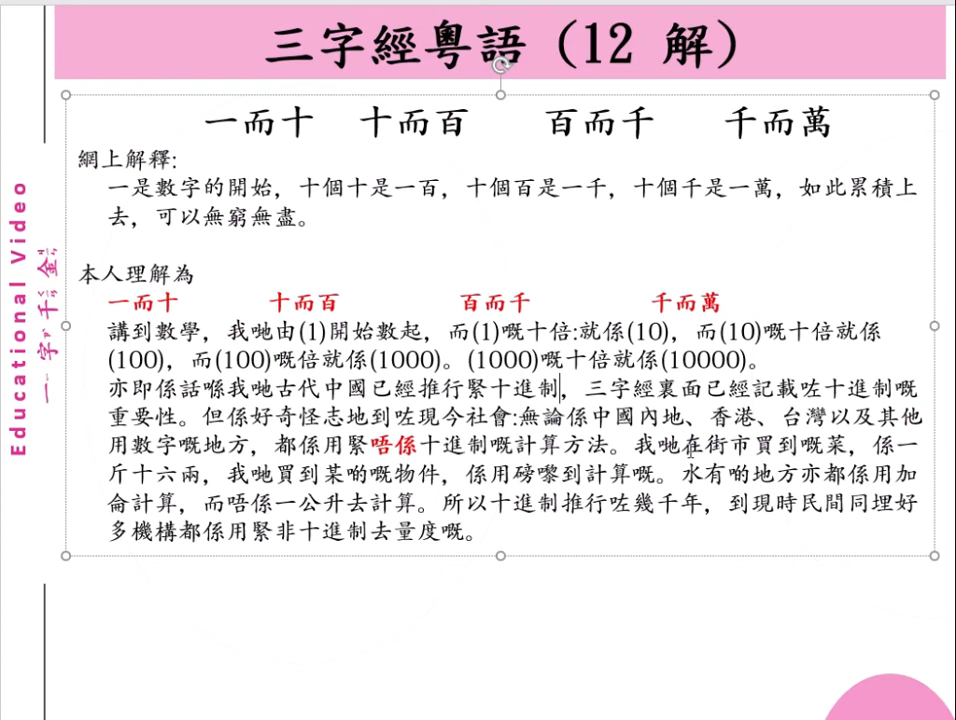 三字經粵語（12 解）
一而十 十而百 百而千 千而萬
網上解釋:
一是數字的開始，十個十是一百，十個百是一千，十個千是一萬，如此累積上
去，可以無窮無盡。
本人理解為
一而十 十而百 百而千 千而萬
講到數學，我哋由(1)開始數起，而(1)嘅十倍:就係(10)，而(10)嘅十倍就係
(100)，而(100)嘅倍就係(1000)。(1000)嘅十倍就係(10000)。
亦即係話喺我哋古代中國已經推行緊十進制，三字經裏面已經記載咗十進制嘅
重要性。但係好奇怪志地到咗現今社會:無論係中國內地、香港、台灣以及其他
用數字嘅地方，都係用緊唔係十進制嘅計算方法。我哋在街市買到嘅菜，係一
斤十六兩，我哋買到某啲嘅物件，係用磅嚟到計算嘅。水有啲地方亦都係用加
侖計算，而唔係一公升去計算。所以十進制推行咗幾千年，到現時民間同埋好
多機構都係用緊非十進制去量度嘅。
Educational Video
一字千金